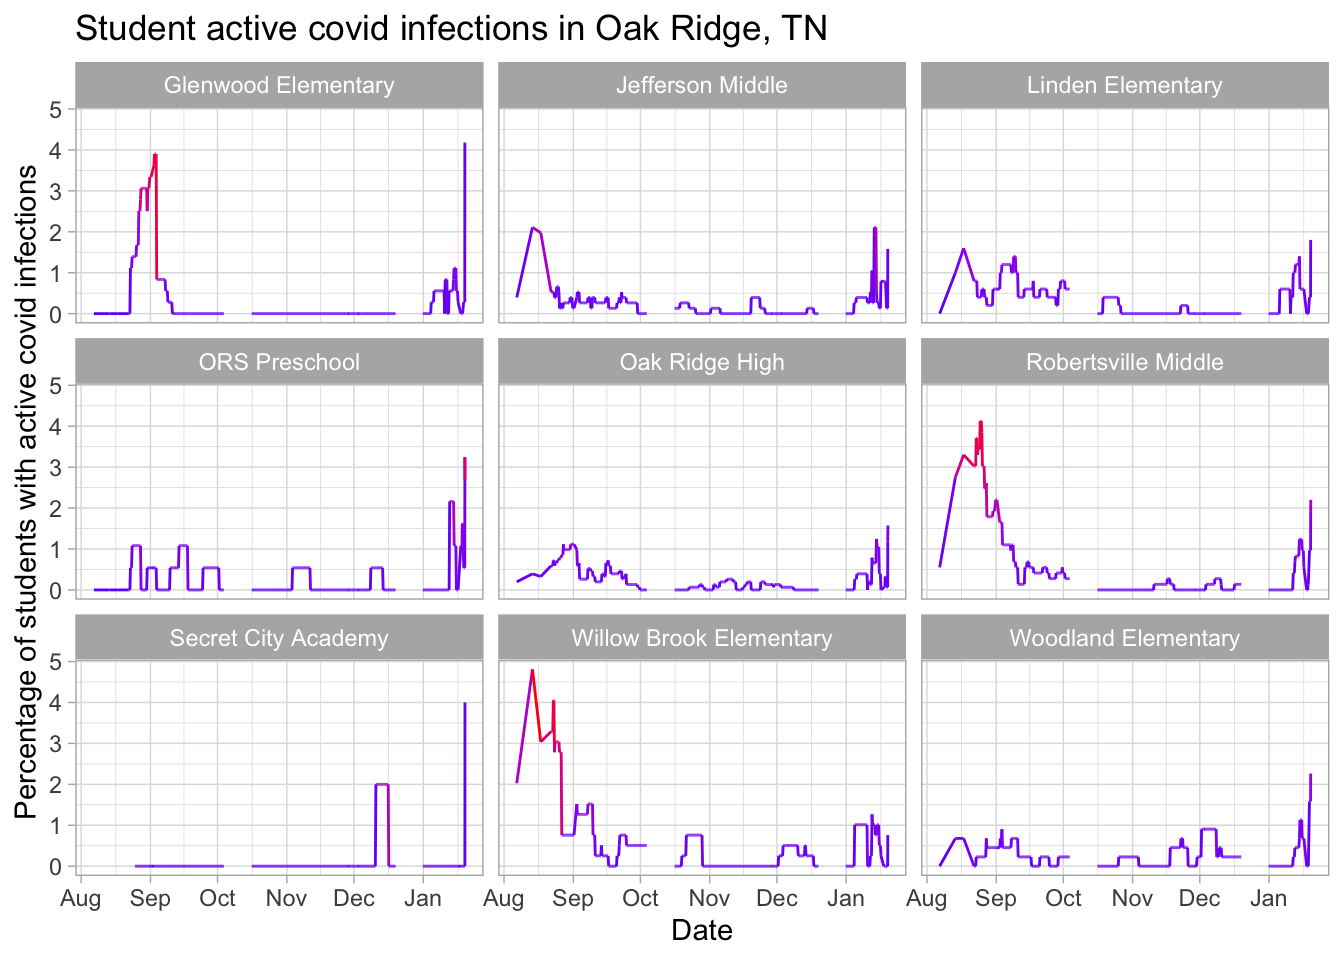 Student active covid infections in Oak Ridge, TN
Glenwood Elementary
Jefferson Middle
Linden Elementary
5
4
3
2
1
0
ORS Preschool
Oak Ridge High
Robertsville Middle
5
4
3
2
1
0
Secret City Academy
Willow Brook Elementary
Woodland Elementary
5
4
3
2
1
0
Percentage of students with active covid infections
Aug Sep Oct Nov Dec Jan
Aug Sep Oct Nov Dec Jan
Aug Sep Oct Nov Dec Jan
Date